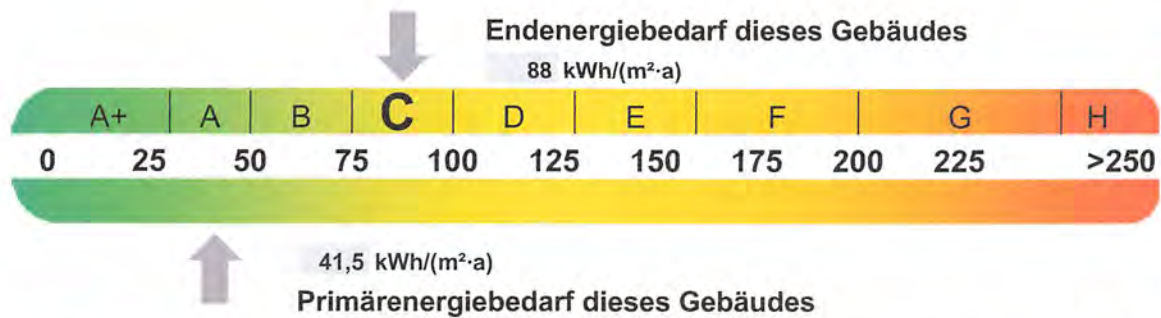 Endenergiebedarf dieses Gebäudes
88 kWh/(m²·a)
A+ A B C D E F G H
0 25 50 75 100 125 150 175 200 225 >250
41,5 kWh/(m²·a)
Primärenergiebedarf dieses Gebäudes